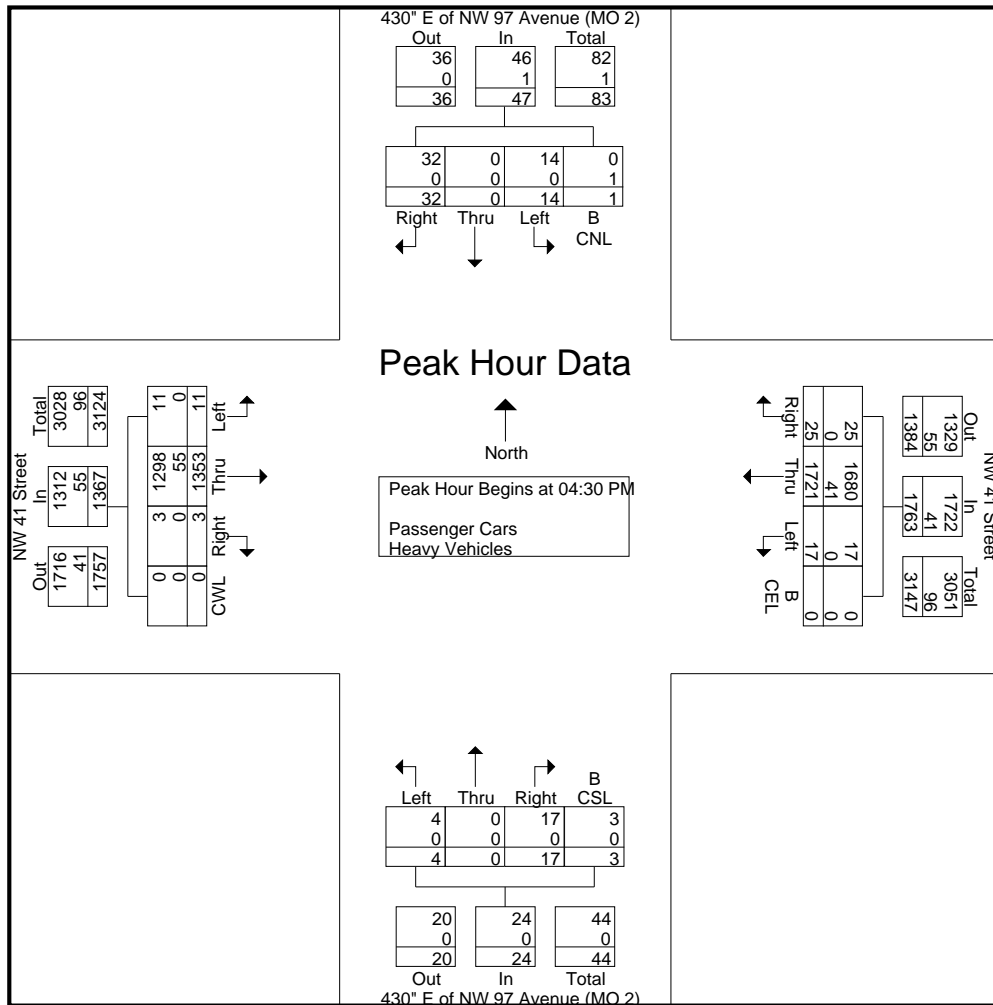 430" E of NW 97 Avenue (MO 2)
Out In Total
36 46 82
0 1 1
36 47 83
32 0 14 0
0 0 0 1
32 0 14 1
Right Thru Left B
CNL
Peak Hour Data
North
Peak Hour Begins at 04:30 PM
Passenger Cars
Heavy Vehicles
NW 41 Street
Total In Out
3028 1312 1716
96 55 41
3124 1367 1757
11 1298 3 0
0 55 0 0
11 1353 3 0
Left Thru Right CWL
NW 41 Street
Out In Total
1329 1722 3051
55 41 96
1384 1763 3147
25 1680 17 0
0 41 0 0
25 1721 17 0
Right Thru Left B
CEL
B
Left Thru Right CSL
4 0 17 3
0 0 0 0
4 0 17 3
20 24 44
0 0 0
20 24 44
Out In Total
430" E of NW 97 Avenue (MO 2)